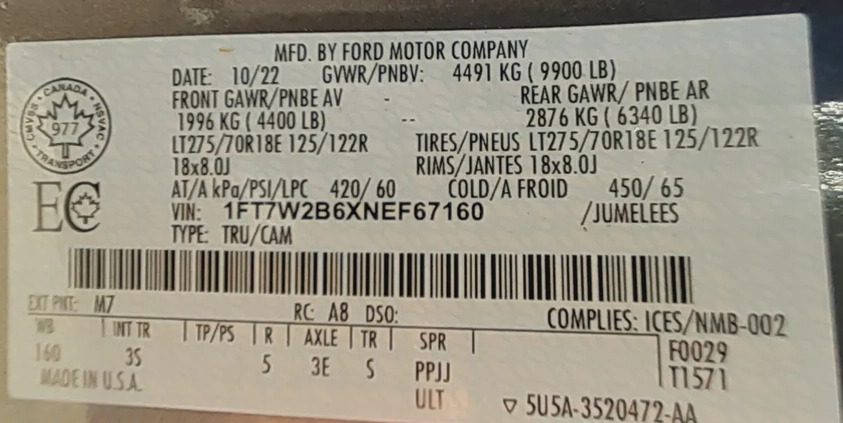 MFD. BY FORD MOTOR COMPANY
DATE: 10/22 GVWR/PNBV: 4491 KG ( 9900 LB)
FRONT GAWR/PNBE AV - REAR GAWR/ PNBE AR
1996 KG ( 4400 LB) -- 2876 KG ( 6340 LB)
LT275/70R18E 125/122R TIRES/PNEUS LT275/70R18E 125/122R
18x8.0J RIMS/JANTES 18x8.0J
AT/A kPa/PSI/LPC 420/ 60 COLD/A FROID 450/ 65
VIN: 1FT7W2B6XNEF67160 /JUMELEES
TYPE: TRU/CAM
CANADA
CMVSS NSVAC
977
TRANSPORT
EC
EXT PNT: M7 RC: A8 DSO: COMPLIES: ICES/NMB-002
WB | INT TR | TP/PS | R | AXLE | TR | SPR | F0029
160 3S 5 3E S PPJJ T1571
MADE IN U.S.A. ULT ▽ 5U5A-3520472-AA